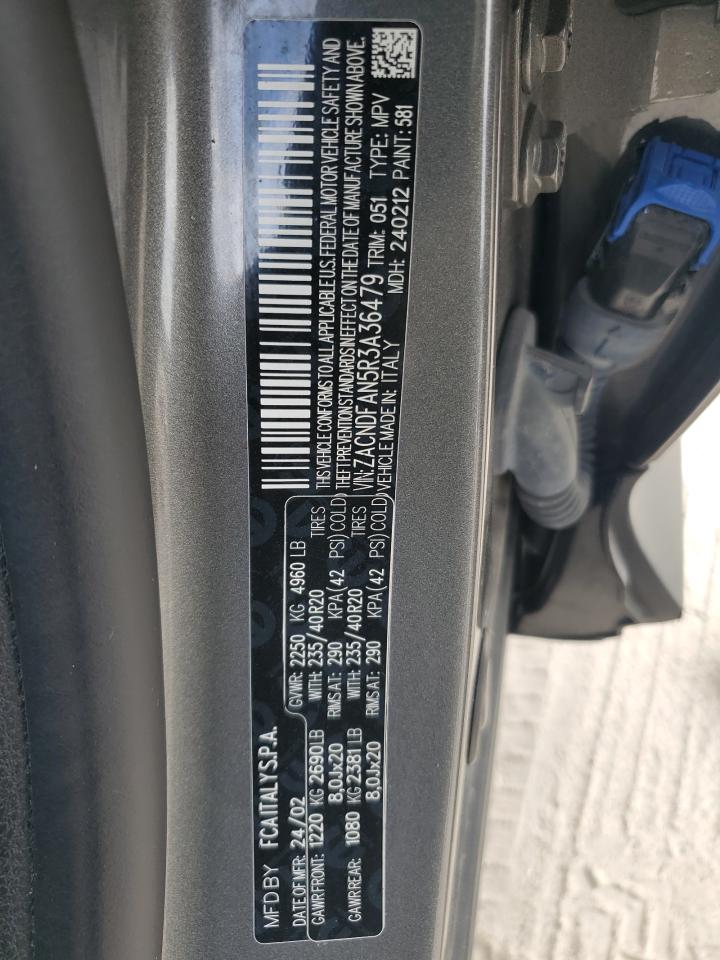 MFD BY FCA ITALY S.P.A.
DATE OF MFR: 24/02 GVWR: 2250 KG 4960 LB
GAWR FRONT: 1220 KG 2690 LB WITH: 235/40R20 TIRES
8,0Jx20 RIMS AT: 290 KPA(42 PSI) COLD
GAWR REAR: 1080 KG 2381 LB WITH: 235/40R20 TIRES
8,0Jx20 RIMS AT: 290 KPA(42 PSI) COLD
THIS VEHICLE CONFORMS TO ALL APPLICABLE U.S. FEDERAL MOTOR VEHICLE SAFETY AND
THEFT PREVENTION STANDARDS IN EFFECT ON THE DATE OF MANUFACTURE SHOWN ABOVE.
VIN: ZACNDFAN5R3A36479 TRIM: 051 TYPE: MPV
VEHICLE MADE IN: ITALY MDH: 240212 PAINT: 581